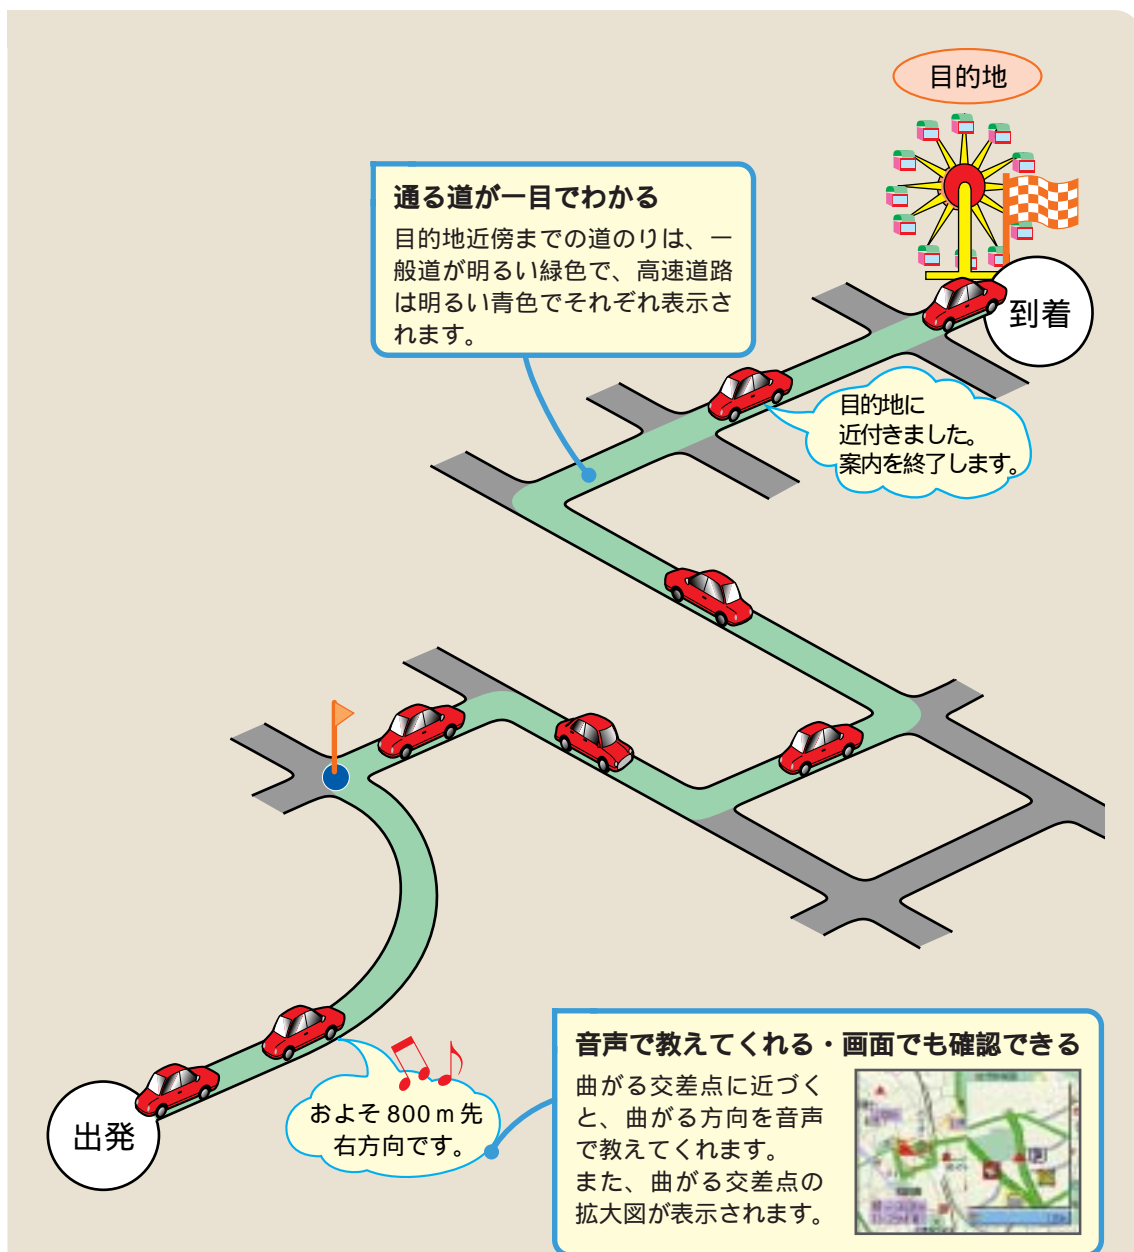 目的地
通る道が一目でわかる
目的地近傍までの道のりは、一
般道が明るい緑色で、高速道路
は明るい青色でそれぞれ表示さ
れます。
到着
目的地に
近付きました。
案内を終了します。
出発
およそ800m先
右方向です。
音声で教えてくれる・画面でも確認できる
曲がる交差点に近づく
と、曲がる方向を音声
で教えてくれます。
また、曲がる交差点の
拡大図が表示されます。